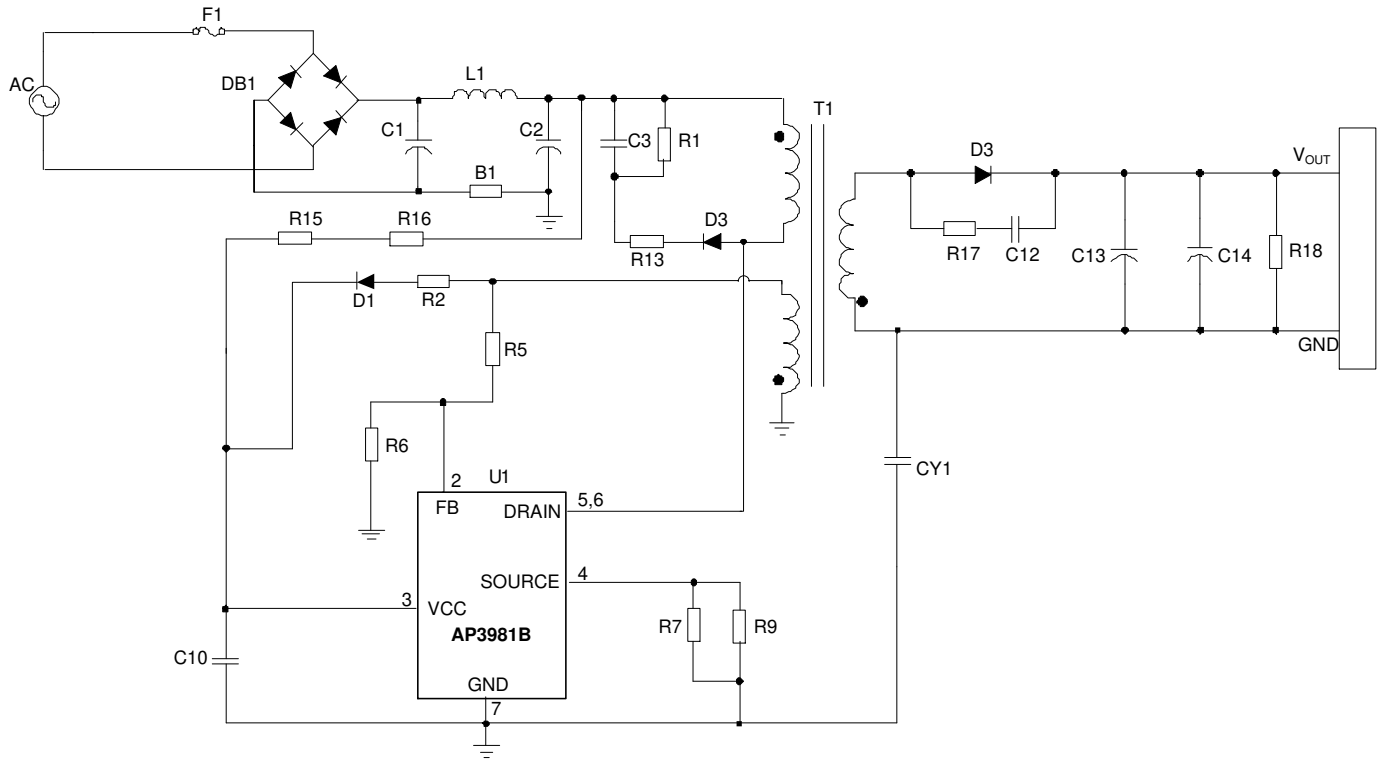 F1
AC
DB1
L1
T1
C1
C2
C3
R1
B1
D3
V_OUT
R15
R16
R13
D3
R17
C12
C13
C14
R18
D1
R2
R5
GND
R6
2
U1
FB
DRAIN
5,6
CY1
SOURCE
4
3
VCC
AP3981B
R7
R9
C10
GND
7